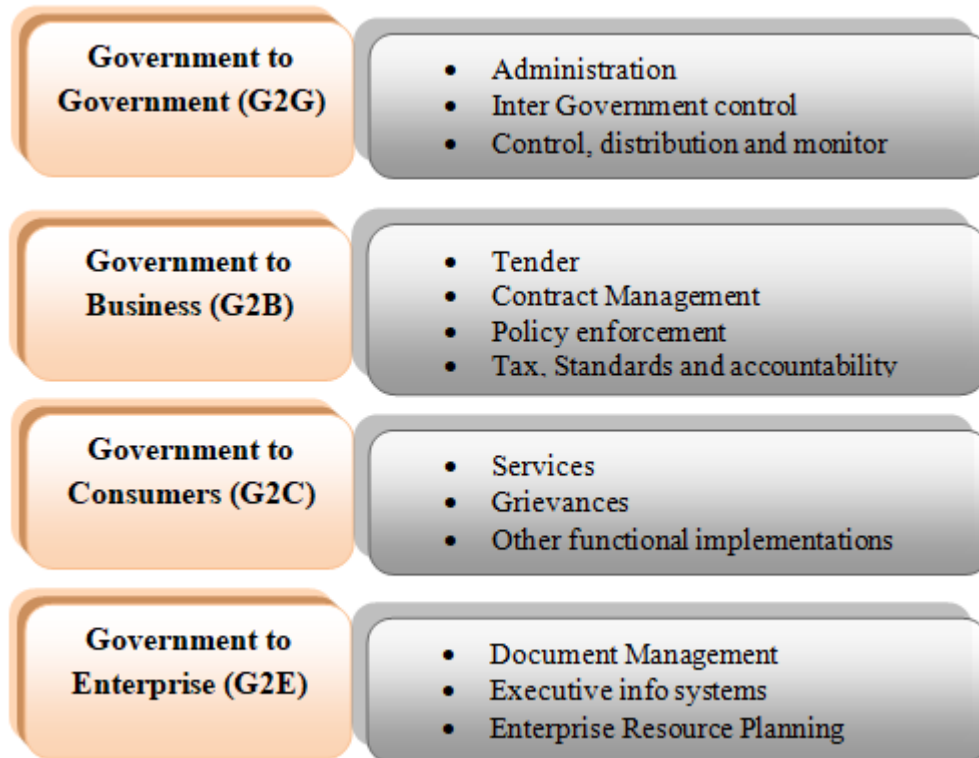 Government to
Government (G2G)
• Administration
• Inter Government control
• Control, distribution and monitor
Government to
Business (G2B)
• Tender
• Contract Management
• Policy enforcement
• Tax, Standards and accountability
Government to
Consumers (G2C)
• Services
• Grievances
• Other functional implementations
Government to
Enterprise (G2E)
• Document Management
• Executive info systems
• Enterprise Resource Planning